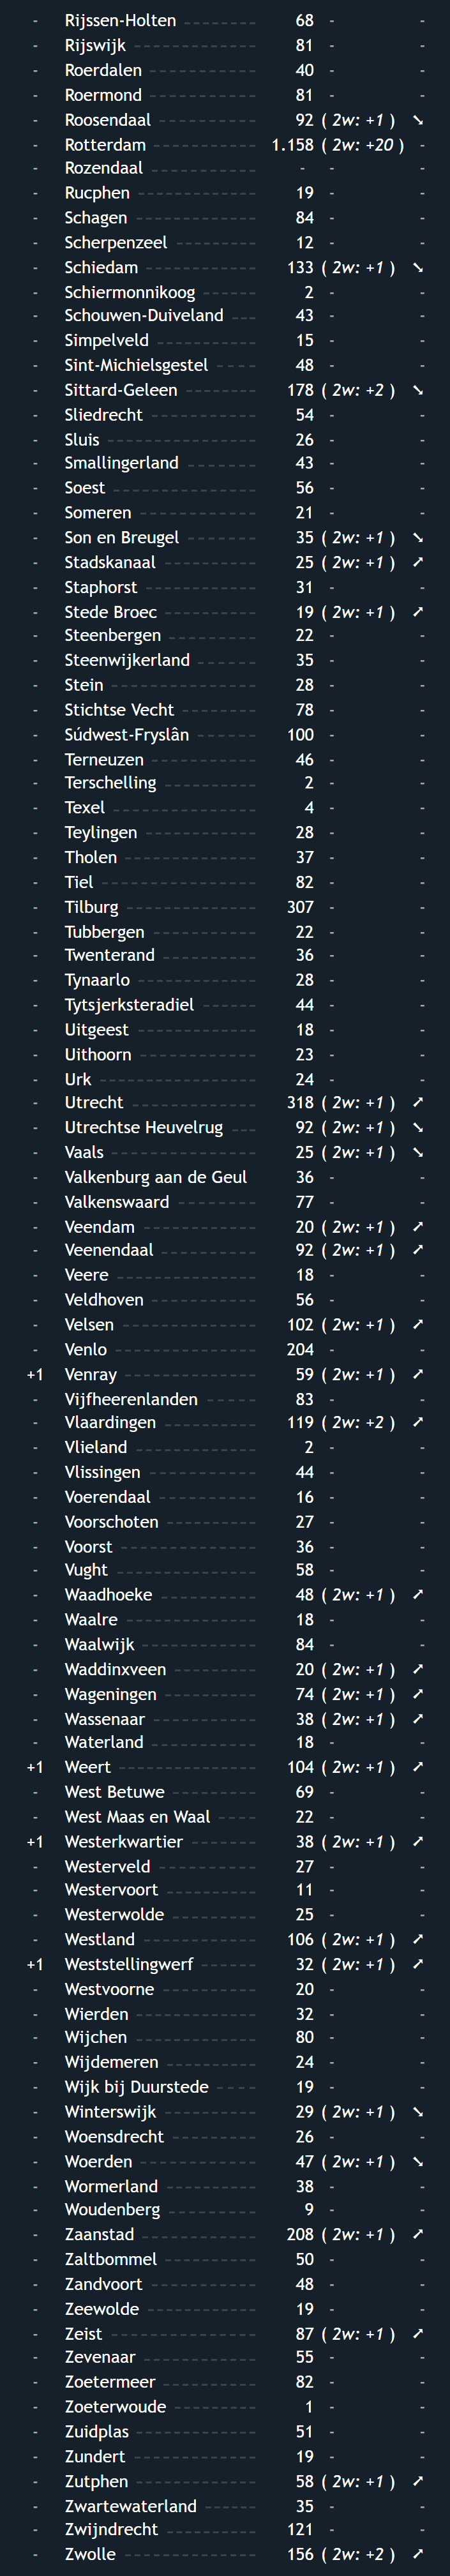 - Rijssen-Holten 68 - -
- Rijswijk 81 - -
- Roerdalen 40 - -
- Roermond 81 - -
- Roosendaal 92 ( 2w: +1 ) ➘
- Rotterdam 1.158 ( 2w: +20 ) -
- Rozendaal - - -
- Rucphen 19 - -
- Schagen 84 - -
- Scherpenzeel 12 - -
- Schiedam 133 ( 2w: +1 ) ➘
- Schiermonnikoog 2 - -
- Schouwen-Duiveland 43 - -
- Simpelveld 15 - -
- Sint-Michielsgestel 48 - -
- Sittard-Geleen 178 ( 2w: +2 ) ➘
- Sliedrecht 54 - -
- Sluis 26 - -
- Smallingerland 43 - -
- Soest 56 - -
- Someren 21 - -
- Son en Breugel 35 ( 2w: +1 ) ➘
- Stadskanaal 25 ( 2w: +1 ) ➚
- Staphorst 31 - -
- Stede Broec 19 ( 2w: +1 ) ➚
- Steenbergen 22 - -
- Steenwijkerland 35 - -
- Stein 28 - -
- Stichtse Vecht 78 - -
- Súdwest-Fryslân 100 - -
- Terneuzen 46 - -
- Terschelling 2 - -
- Texel 4 - -
- Teylingen 28 - -
- Tholen 37 - -
- Tiel 82 - -
- Tilburg 307 - -
- Tubbergen 22 - -
- Twenterand 36 - -
- Tynaarlo 28 - -
- Tytsjerksteradiel 44 - -
- Uitgeest 18 - -
- Uithoorn 23 - -
- Urk 24 - -
- Utrecht 318 ( 2w: +1 ) ➚
- Utrechtse Heuvelrug 92 ( 2w: +1 ) ➘
- Vaals 25 ( 2w: +1 ) ➘
- Valkenburg aan de Geul 36 - -
- Valkenswaard 77 - -
- Veendam 20 ( 2w: +1 ) ➚
- Veenendaal 92 ( 2w: +1 ) ➚
- Veere 18 - -
- Veldhoven 56 - -
- Velsen 102 ( 2w: +1 ) ➚
- Venlo 204 - -
+1 Venray 59 ( 2w: +1 ) ➚
- Vijfheerenlanden 83 - -
- Vlaardingen 119 ( 2w: +2 ) ➚
- Vlieland 2 - -
- Vlissingen 44 - -
- Voerendaal 16 - -
- Voorschoten 27 - -
- Voorst 36 - -
- Vught 58 - -
- Waadhoeke 48 ( 2w: +1 ) ➚
- Waalre 18 - -
- Waalwijk 84 - -
- Waddinxveen 20 ( 2w: +1 ) ➚
- Wageningen 74 ( 2w: +1 ) ➚
- Wassenaar 38 ( 2w: +1 ) ➚
- Waterland 18 - -
+1 Weert 104 ( 2w: +1 ) ➚
- West Betuwe 69 - -
- West Maas en Waal 22 - -
+1 Westerkwartier 38 ( 2w: +1 ) ➚
- Westerveld 27 - -
- Westervoort 11 - -
- Westerwolde 25 - -
- Westland 106 ( 2w: +1 ) ➚
+1 Weststellingwerf 32 ( 2w: +1 ) ➚
- Westvoorne 20 - -
- Wierden 32 - -
- Wijchen 80 - -
- Wijdemeren 24 - -
- Wijk bij Duurstede 19 - -
- Winterswijk 29 ( 2w: +1 ) ➘
- Woensdrecht 26 - -
- Woerden 47 ( 2w: +1 ) ➘
- Wormerland 38 - -
- Woudenberg 9 - -
- Zaanstad 208 ( 2w: +1 ) ➚
- Zaltbommel 50 - -
- Zandvoort 48 - -
- Zeewolde 19 - -
- Zeist 87 ( 2w: +1 ) ➚
- Zevenaar 55 - -
- Zoetermeer 82 - -
- Zoeterwoude 1 - -
- Zuidplas 51 - -
- Zundert 19 - -
- Zutphen 58 ( 2w: +1 ) ➚
- Zwartewaterland 35 - -
- Zwijndrecht 121 - -
- Zwolle 156 ( 2w: +2 ) ➚